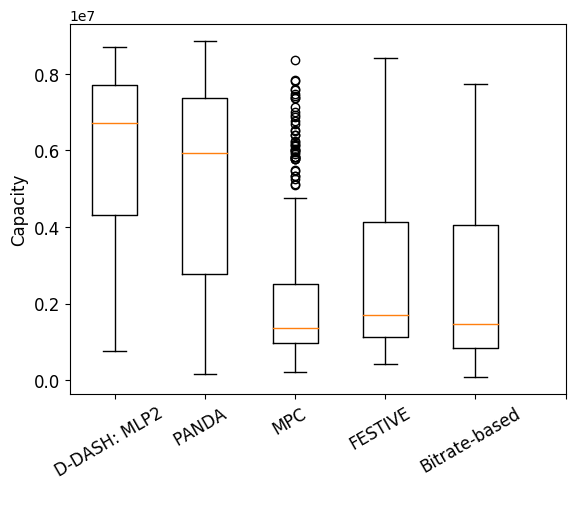 1e7
0.8
0.6
0.4
0.2
0.0
Capacity
D-DASH: MLP2
PANDA
MPC
FESTIVE
Bitrate-based